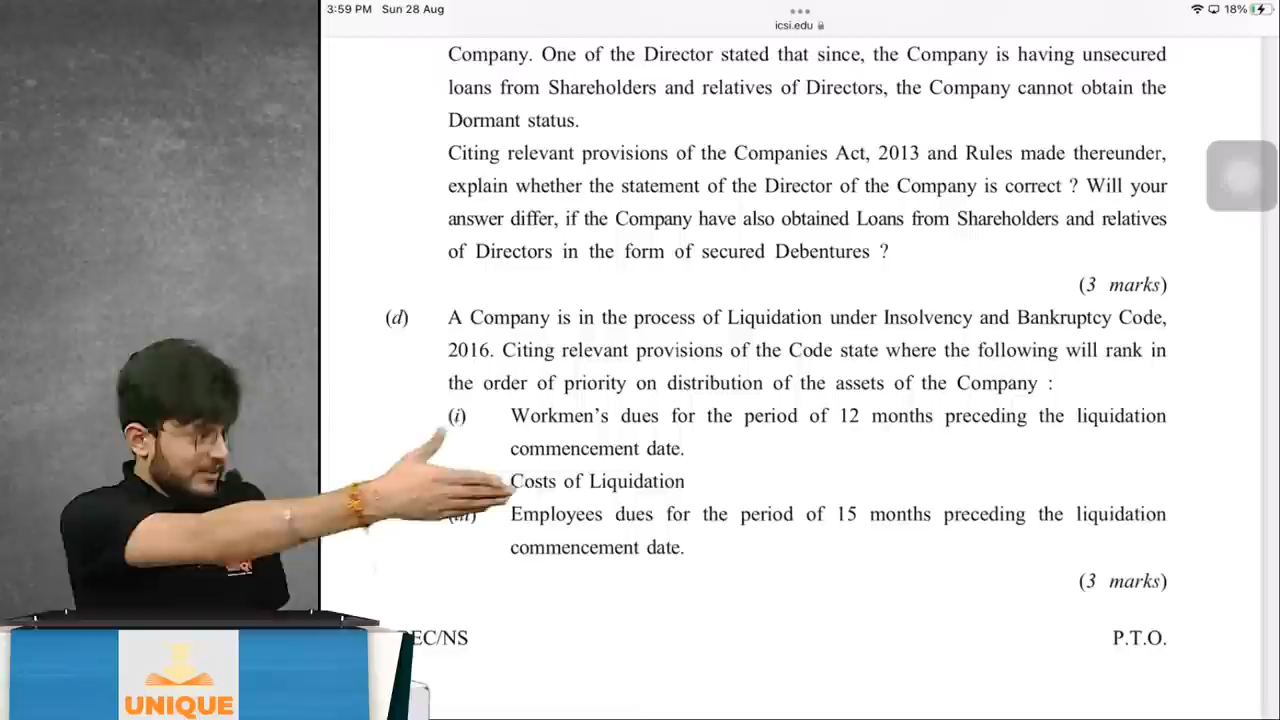 3:59 PM Sun 28 Aug
icsi.edu
18%
Company. One of the Director stated that since, the Company is having unsecured
loans from Shareholders and relatives of Directors, the Company cannot obtain the
Dormant status.
Citing relevant provisions of the Companies Act, 2013 and Rules made thereunder,
explain whether the statement of the Director of the Company is correct ? Will your
answer differ, if the Company have also obtained Loans from Shareholders and relatives
of Directors in the form of secured Debentures ?
(3 marks)
(d) A Company is in the process of Liquidation under Insolvency and Bankruptcy Code,
2016. Citing relevant provisions of the Code state where the following will rank in
the order of priority on distribution of the assets of the Company :
(i) Workmen's dues for the period of 12 months preceding the liquidation
commencement date.
Costs of Liquidation
Employees dues for the period of 15 months preceding the liquidation
commencement date.
(3 marks)
EC/NS P.T.O.
UNIQUE